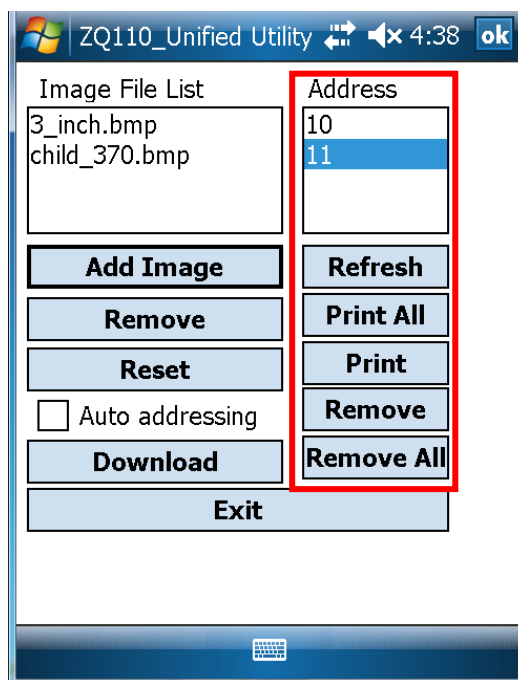 ZQ110_Unified Utility 4:38 ok
Image File List
3_inch.bmp
child_370.bmp
Add Image
Remove
Reset
Auto addressing
Download
Address
10
11
Refresh
Print All
Print
Remove
Remove All
Exit